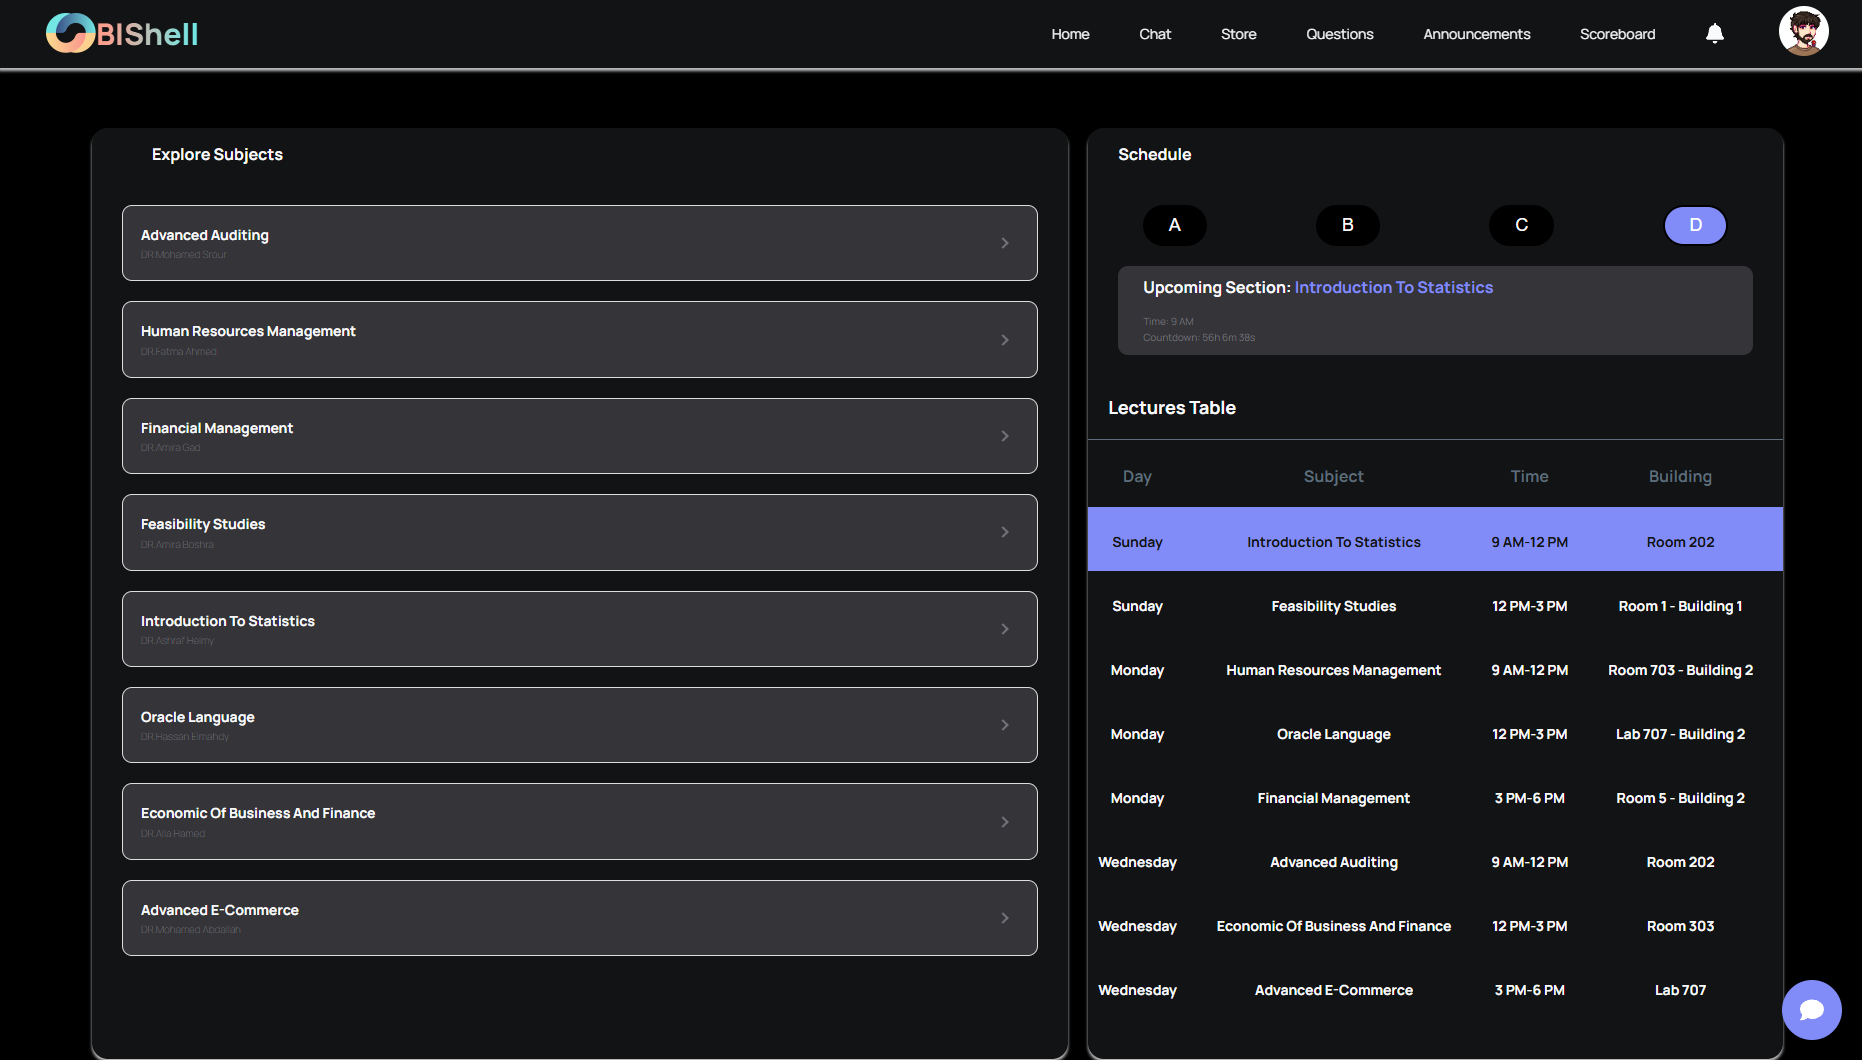 BIShell
Home
Chat
Store
Questions
Announcements
Scoreboard
Explore Subjects
Advanced Auditing
DR.Mohamed Srour
Human Resources Management
DR.Fatma Ahmed
Financial Management
DR.Amira Gad
Feasibility Studies
DR.Amira Boshra
Introduction To Statistics
DR.Ashraf Helmy
Oracle Language
DR.Hassan Elmahdy
Economic Of Business And Finance
DR.Alla Hamed
Advanced E-Commerce
DR.Mohamed Abdallah
Schedule
A
B
C
D
Upcoming Section: Introduction To Statistics
Time: 9 AM
Countdown: 56h 6m 38s
Lectures Table
Day Subject Time Building
Sunday Introduction To Statistics 9 AM-12 PM Room 202
Sunday Feasibility Studies 12 PM-3 PM Room 1 - Building 1
Monday Human Resources Management 9 AM-12 PM Room 703 - Building 2
Monday Oracle Language 12 PM-3 PM Lab 707 - Building 2
Monday Financial Management 3 PM-6 PM Room 5 - Building 2
Wednesday Advanced Auditing 9 AM-12 PM Room 202
Wednesday Economic Of Business And Finance 12 PM-3 PM Room 303
Wednesday Advanced E-Commerce 3 PM-6 PM Lab 707